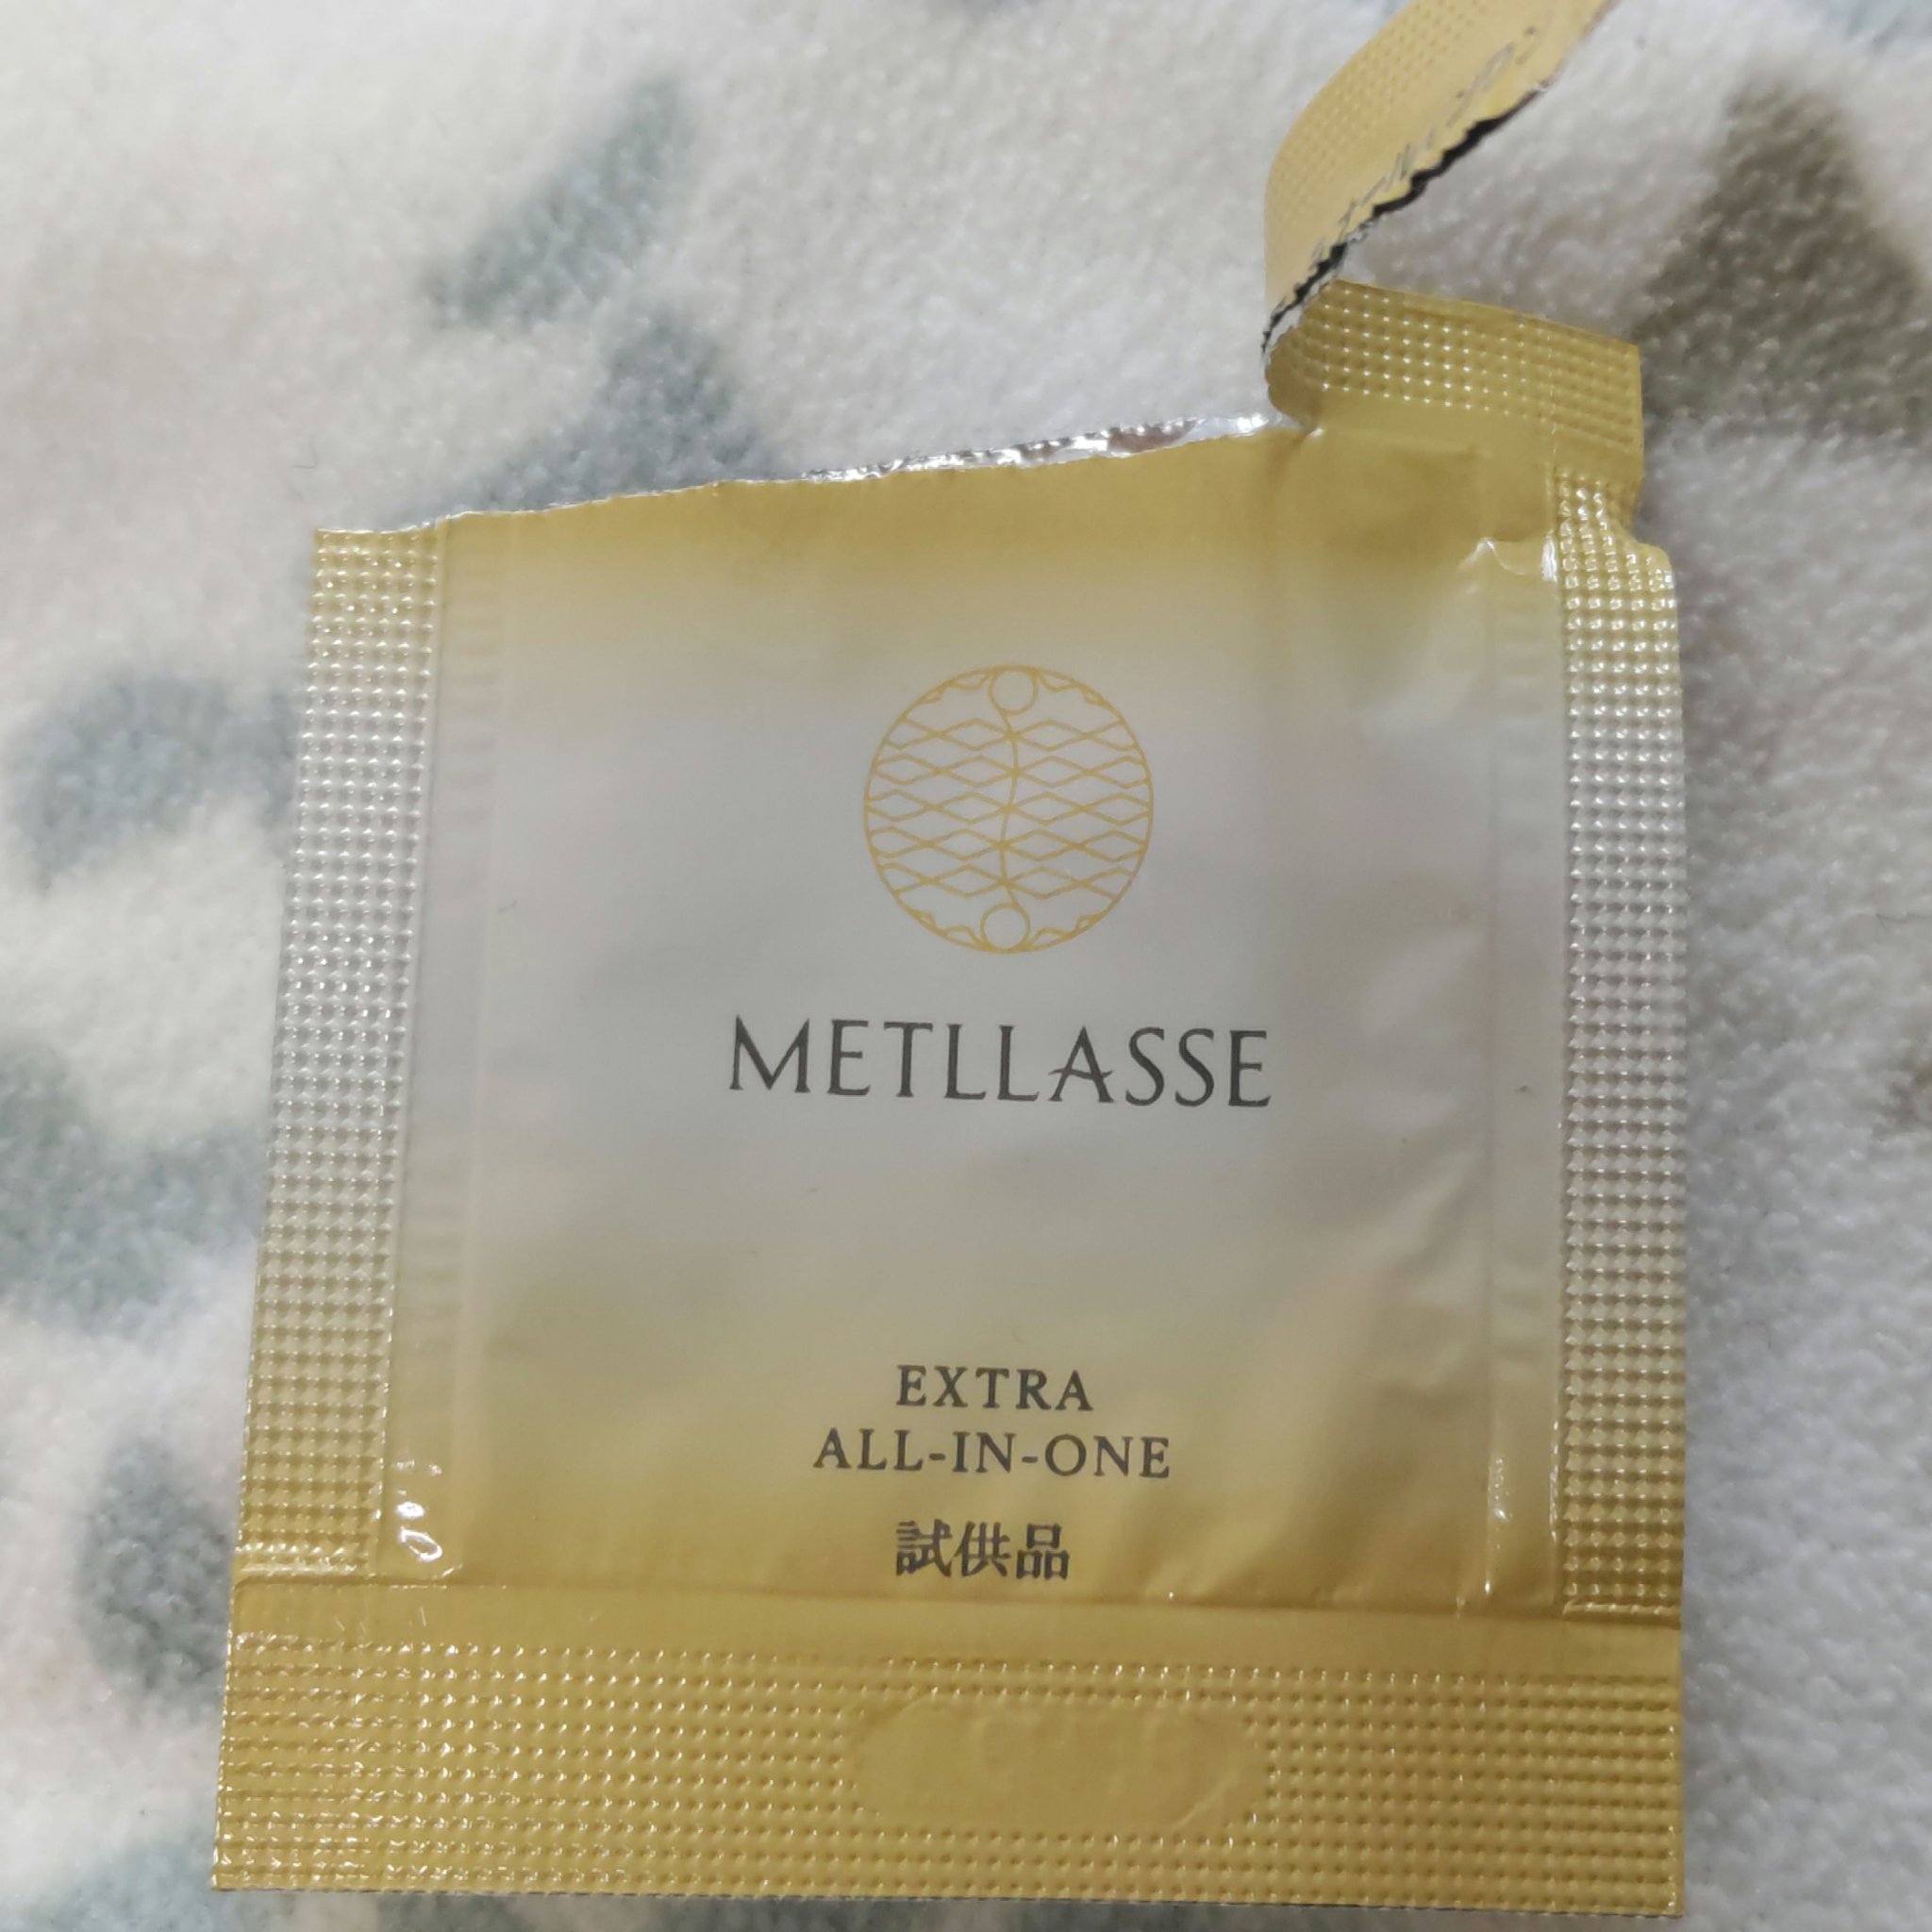 METLLASSE
EXTRA
ALL-IN-ONE
試供品